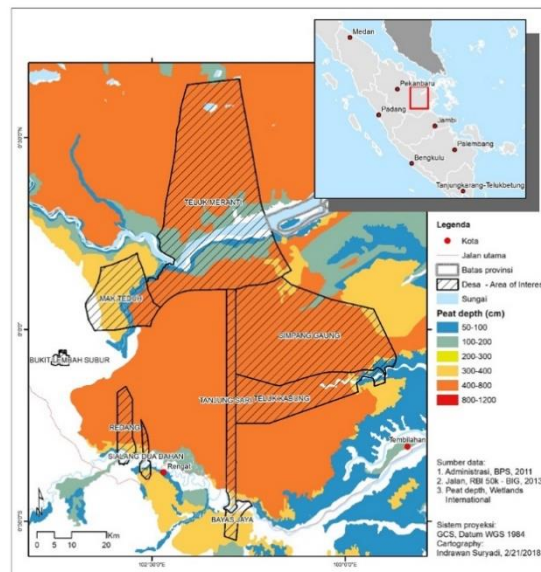 Medan
Pekanbaru
Padang
Jambi
Palembang
Bengkulu
Tanjungkarang-Telukbetung
TELUK MERANTI
MAK TEDUH
SIMPANG GAUNG
BUKIT LEMBAH SUBUR
TANJUNG SARI
TELUK KABUNG
REDANG
SIALANG DUA DAHAN
Rengat
Tembilahan
BAYAS JAYA
N
0 5 10 20
Km
Legenda
Kota
Jalan utama
Batas provinsi
Desa - Area of Interest
Sungai
Peat depth (cm)
50-100
100-200
200-300
300-400
400-800
800-1200
Sumber data:
1. Administrasi, BPS, 2011
2. Jalan, RBI 50k - BIG, 2013
3. Peat depth, Wetlands
International
Sistem proyeksi:
GCS, Datum WGS 1984
Cartography:
Indrawan Suryadi, 2/21/2018